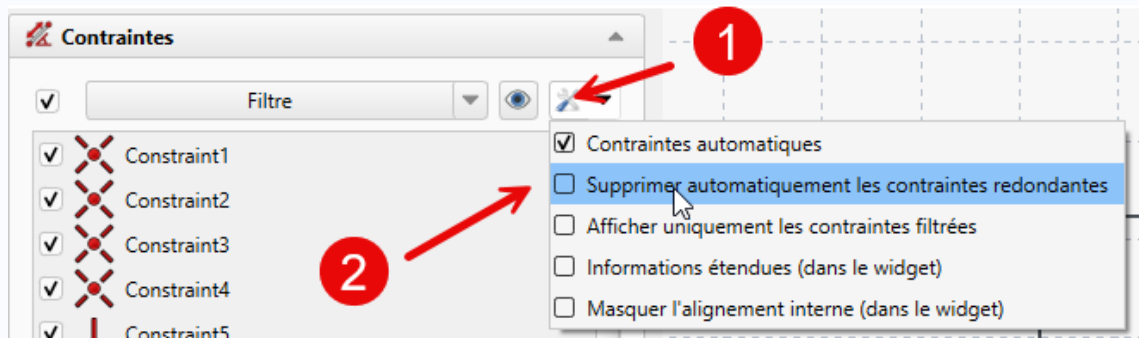 Contraintes
1
Filtre
Contraintes automatiques
Constraint1
Supprimer automatiquement les contraintes redondantes
Constraint2
Afficher uniquement les contraintes filtrées
Constraint3
2
Informations étendues (dans le widget)
Constraint4
Masquer l'alignement interne (dans le widget)
Constraint5